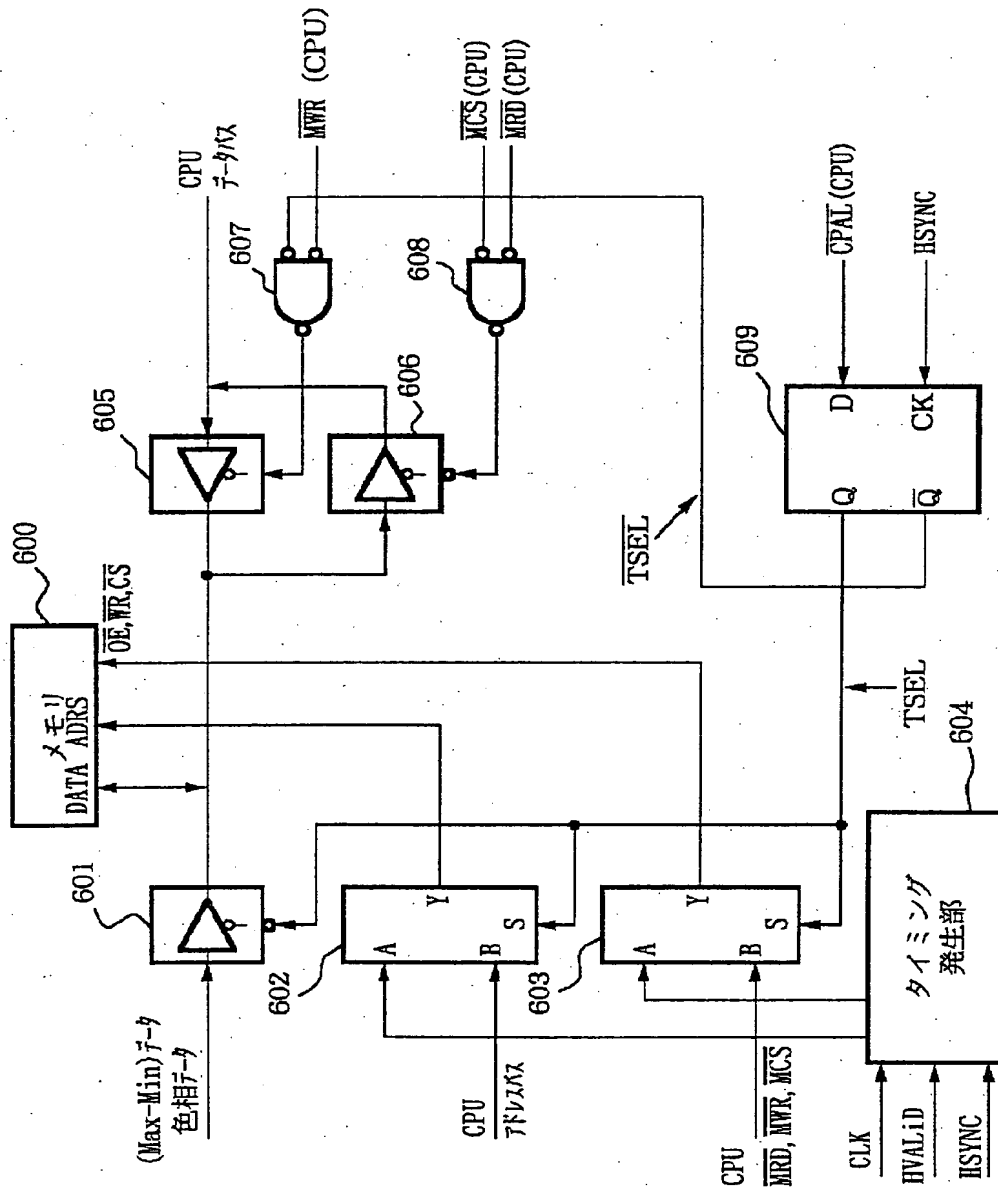 600
メモリ
DATA ADRS
OE,WR,CS
601
605
CPU
データバス
(Max-Min)データ
色相データ
606
607
MWR (CPU)
602
A
B
S
Y
CPU
アドレスバス
608
MCS(CPU)
MRD(CPU)
603
A
B
S
Y
CPU
MRD, MWR, MCS
TSEL
TSEL
609
Q
Q
D
CK
CPAL(CPU)
HSYNC
604
タイミング
発生部
CLK
HVALiD
HSYNC